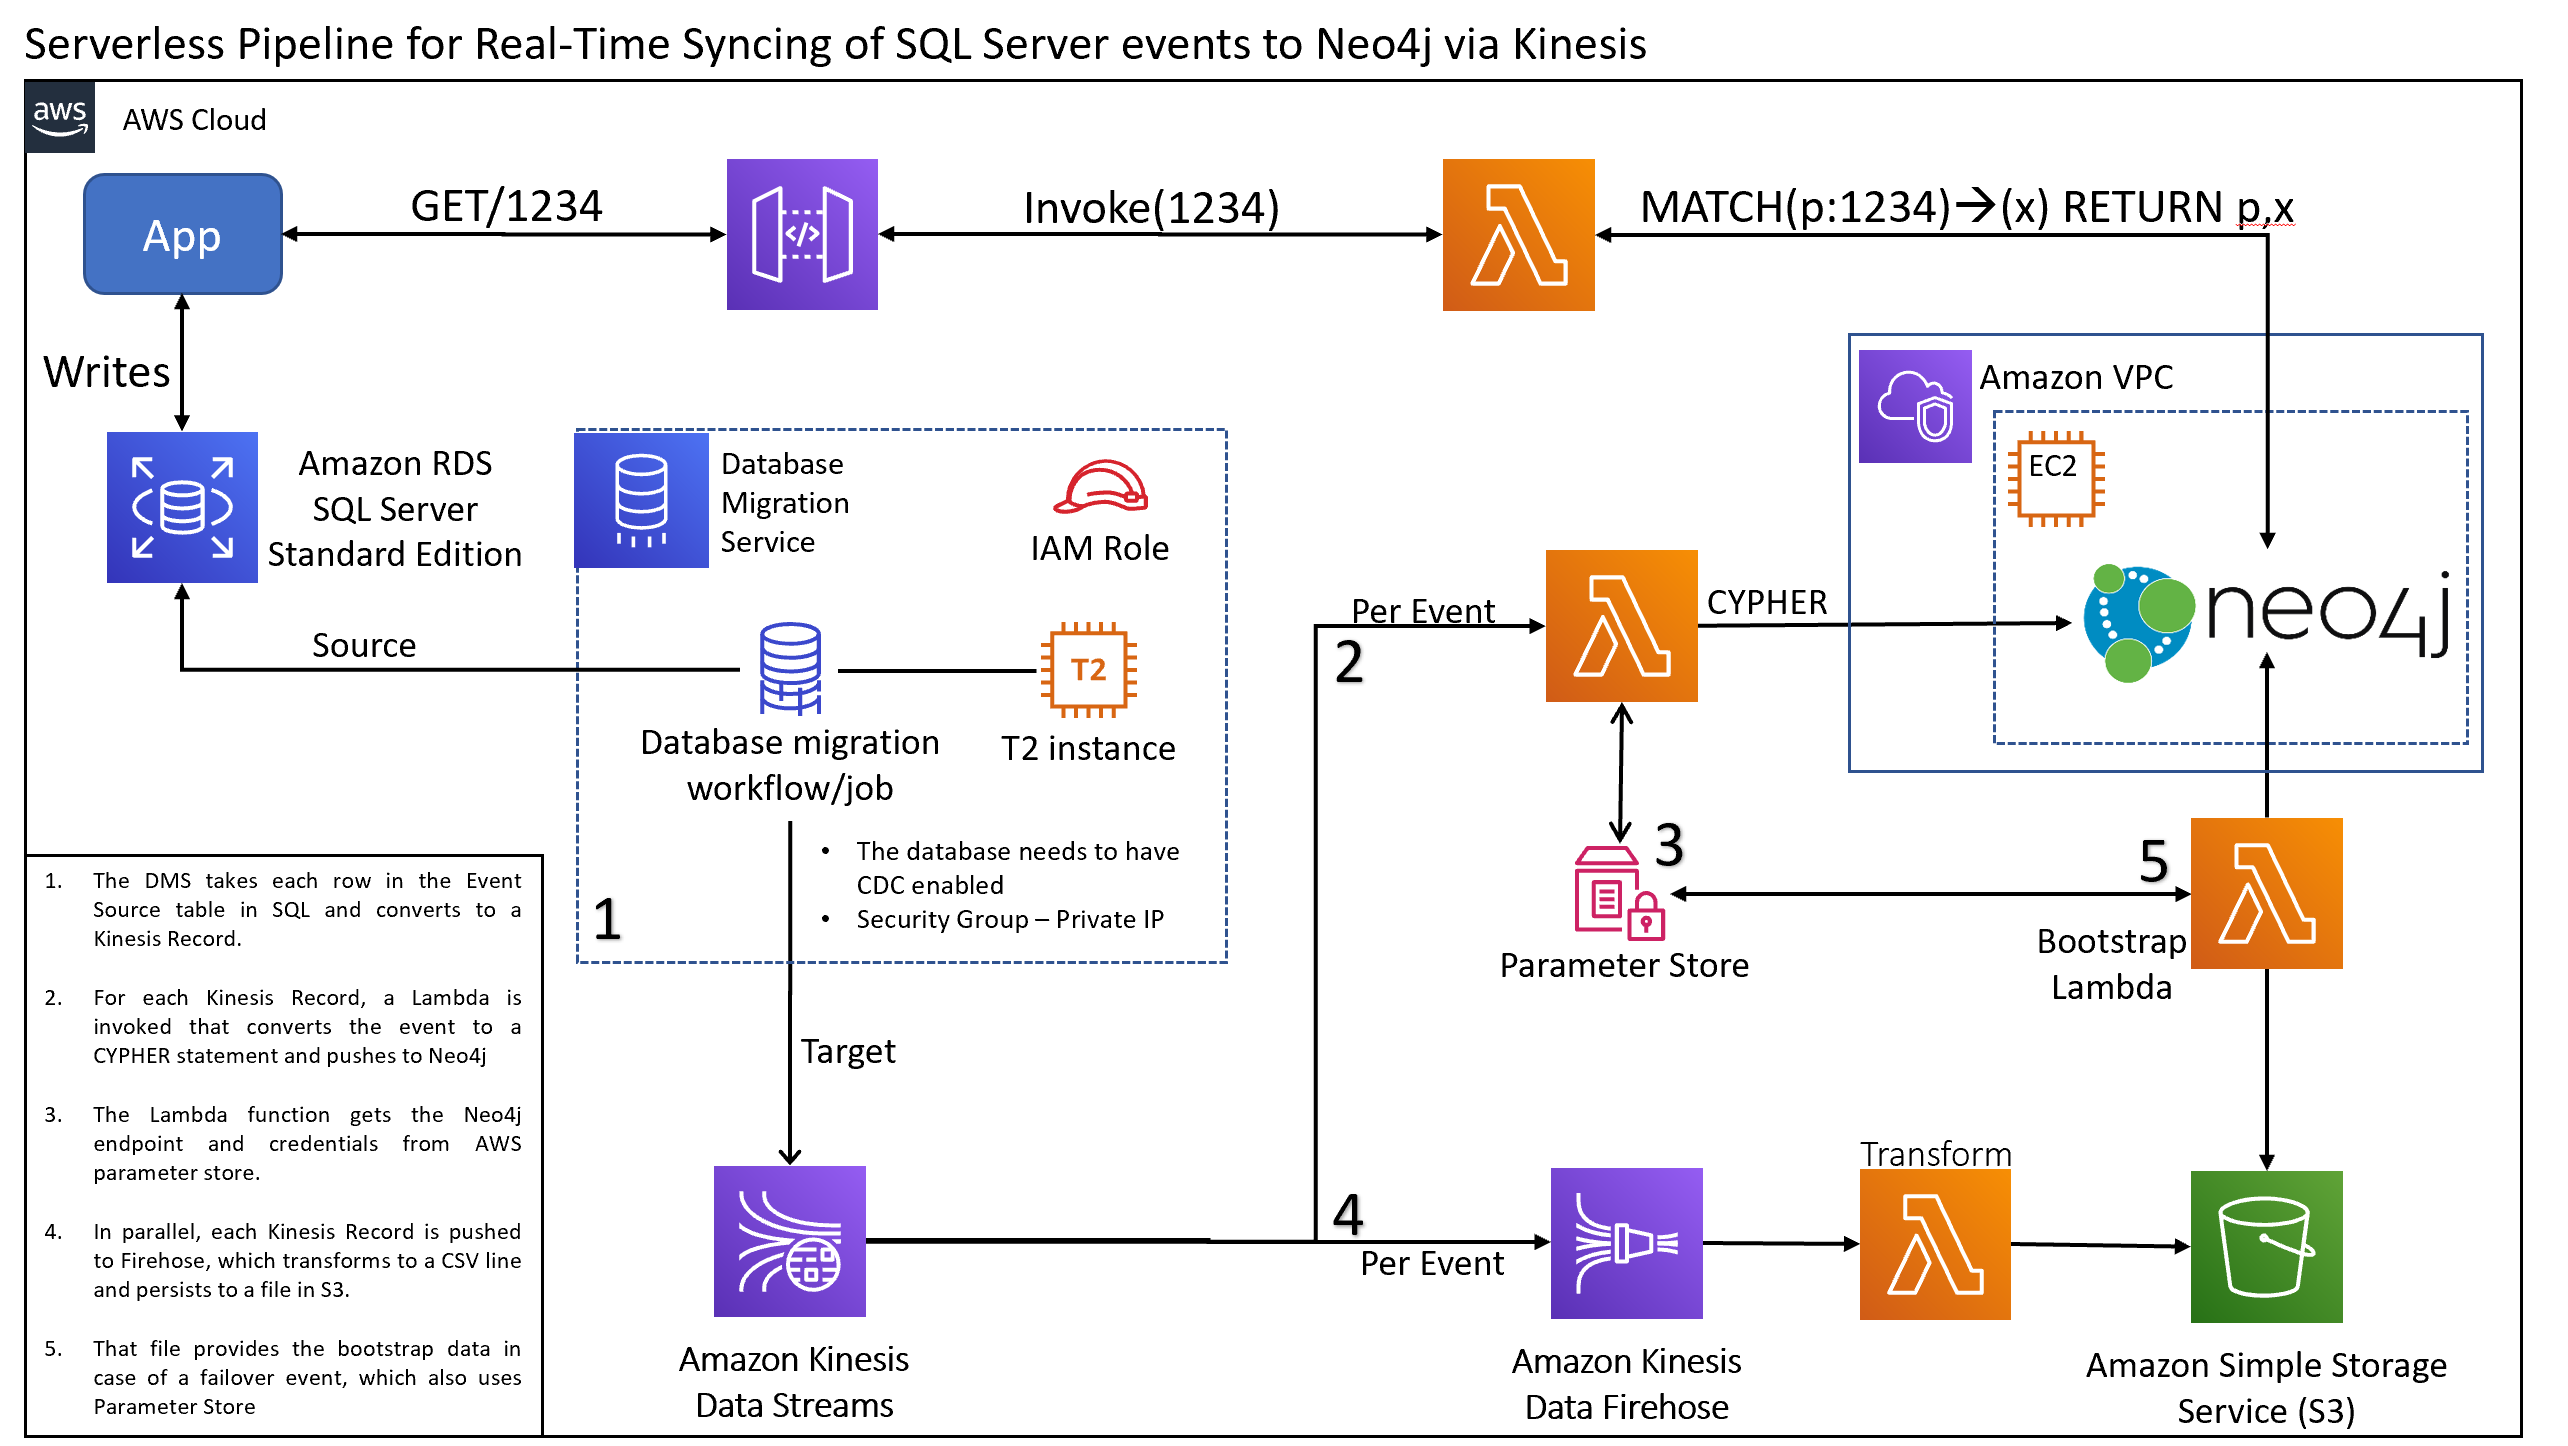 Serverless Pipeline for Real-Time Syncing of SQL Server events to Neo4j via Kinesis
aws
AWS Cloud
App
GET/1234
Invoke(1234)
MATCH(p:1234)→(x) RETURN p,x
Writes
Amazon RDS
SQL Server
Standard Edition
Source
Database
Migration
Service
IAM Role
T2
Database migration
workflow/job
T2 instance
• The database needs to have
CDC enabled
• Security Group – Private IP
1
Target
Amazon Kinesis
Data Streams
Per Event
2
CYPHER
Amazon VPC
EC2
neo4j
3
Parameter Store
5
Bootstrap
Lambda
4
Per Event
Amazon Kinesis
Data Firehose
Transform
Amazon Simple Storage
Service (S3)
1. The DMS takes each row in the Event
Source table in SQL and converts to a
Kinesis Record.
2. For each Kinesis Record, a Lambda is
invoked that converts the event to a
CYPHER statement and pushes to Neo4j
3. The Lambda function gets the Neo4j
endpoint and credentials from AWS
parameter store.
4. In parallel, each Kinesis Record is pushed
to Firehose, which transforms to a CSV line
and persists to a file in S3.
5. That file provides the bootstrap data in
case of a failover event, which also uses
Parameter Store